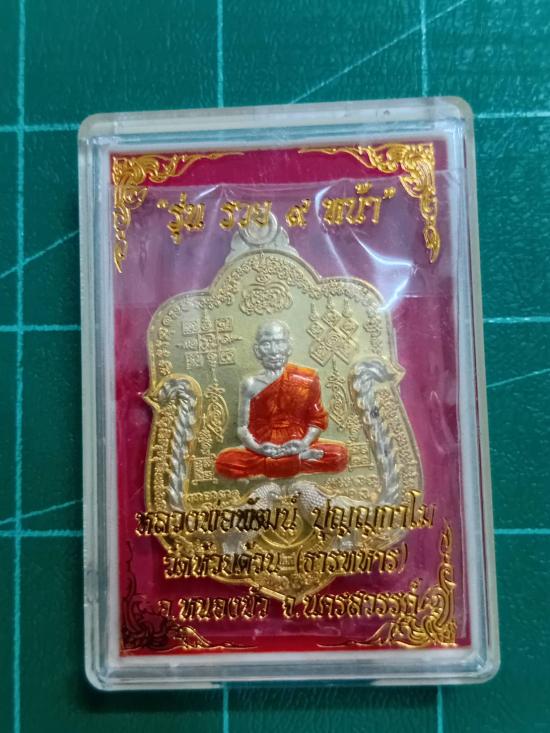 "รุ่น รวย ๙ หน้า"
หลวงพ่อพัฒน์ ปุญญกาโม
วัดห้วยด้วน (ธารทหาร)
อ.หนองบัว จ.นครสวรรค์